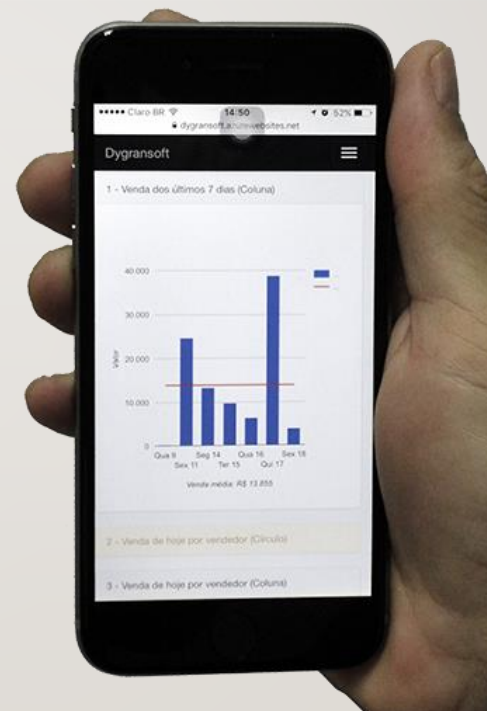 Claro BR 14:50 52%
dygransoft.azurewebsites.net
Dygransoft
1 - Venda dos últimos 7 dias (Coluna)
40.000
30.000
20.000
10.000
0
Valor
Qua 9 Seg 14 Qua 16 Sex 18
Sex 11 Ter 15 Qui 17
Venda média: R$ 13.855
2 - Venda de hoje por vendedor (Círculo)
3 - Venda de hoje por vendedor (Coluna)